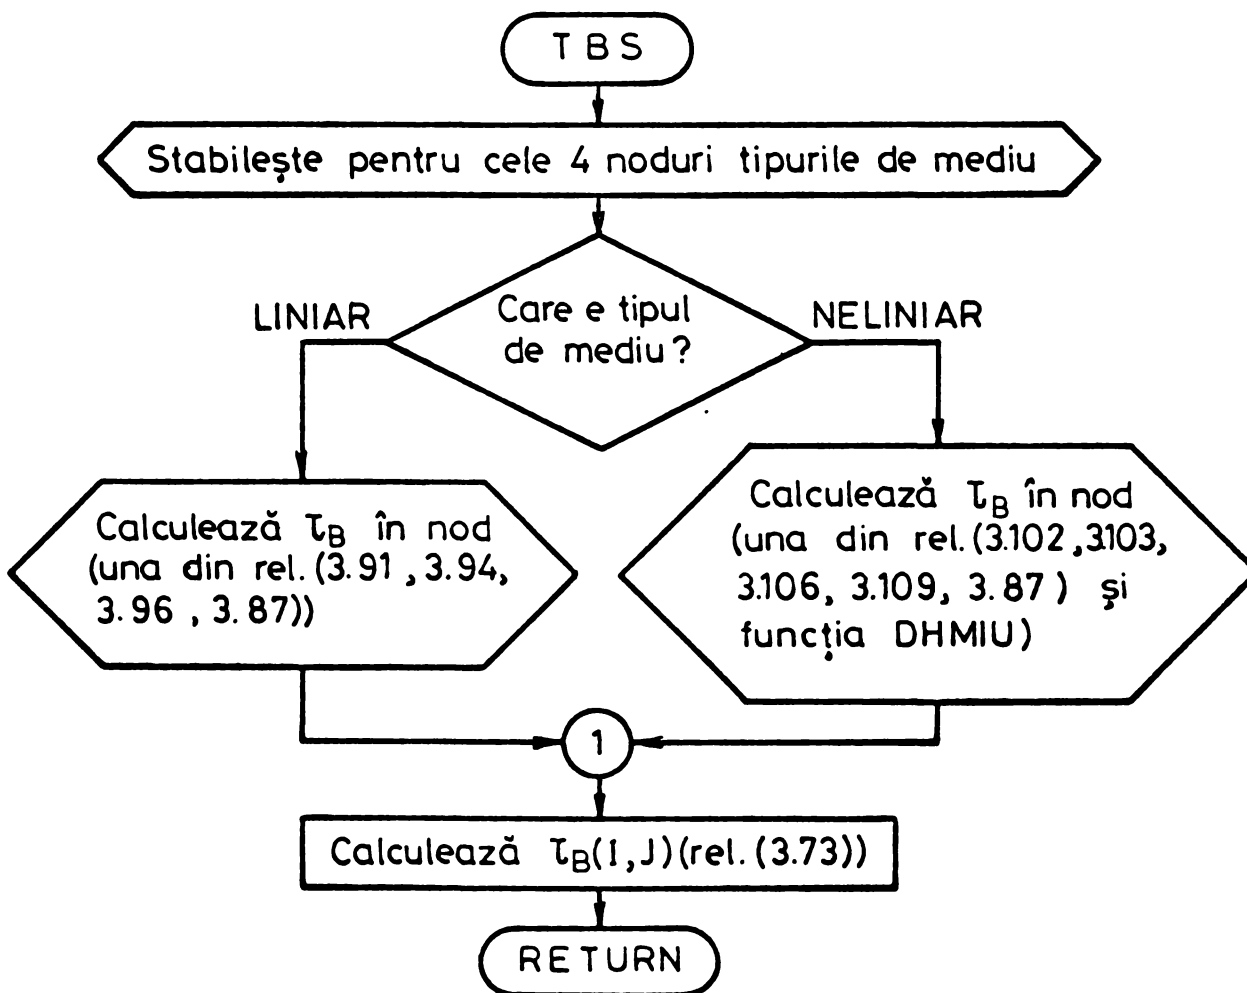 TBS
Stabilește pentru cele 4 noduri tipurile de mediu
Care e tipul
de mediu?
LINIAR
NELINIAR
Calculează τB în nod
(una din rel.(3.91, 3.94,
3.96, 3.87))
Calculează τB în nod
(una din rel.(3.102, 3.103,
3.106, 3.109, 3.87) și
funcția DHMIU)
1
Calculează τB(I,J)(rel.(3.73))
RETURN